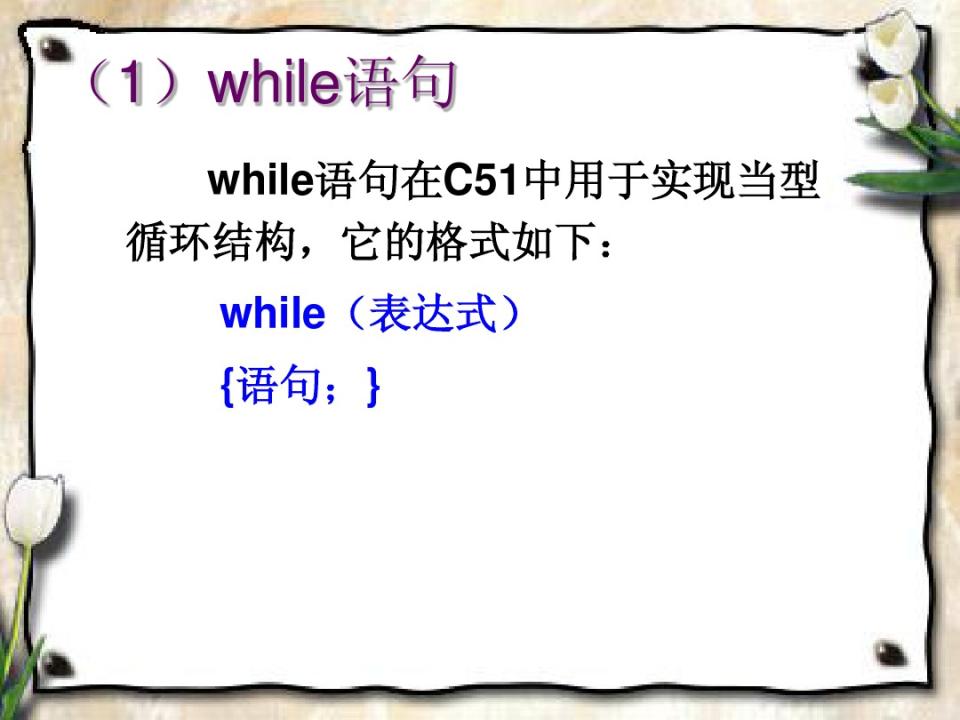 （1）while语句
while语句在C51中用于实现当型
循环结构，它的格式如下：
while（表达式）
{语句；}